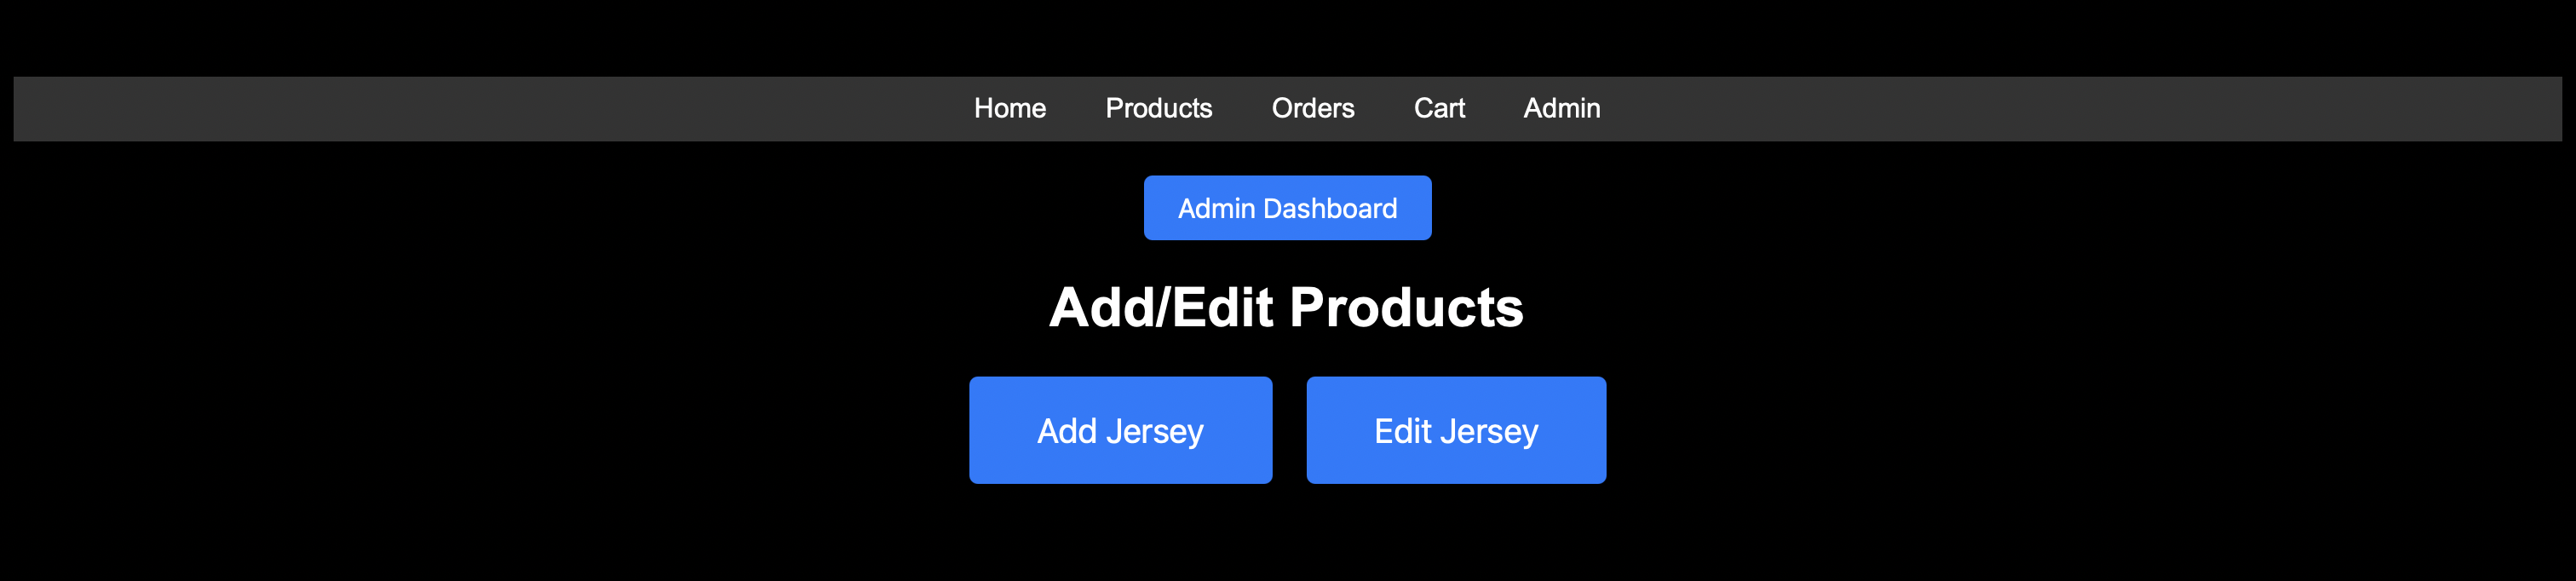 Home Products Orders Cart Admin
Admin Dashboard
Add/Edit Products
Add Jersey Edit Jersey